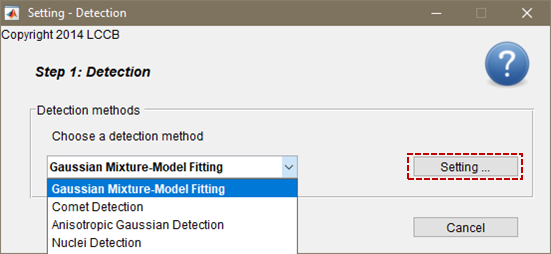 Setting - Detection
Copyright 2014 LCCB
Step 1: Detection
?
Detection methods
Choose a detection method
Gaussian Mixture-Model Fitting
Setting ...
Gaussian Mixture-Model Fitting
Comet Detection
Anisotropic Gaussian Detection
Nuclei Detection
Cancel